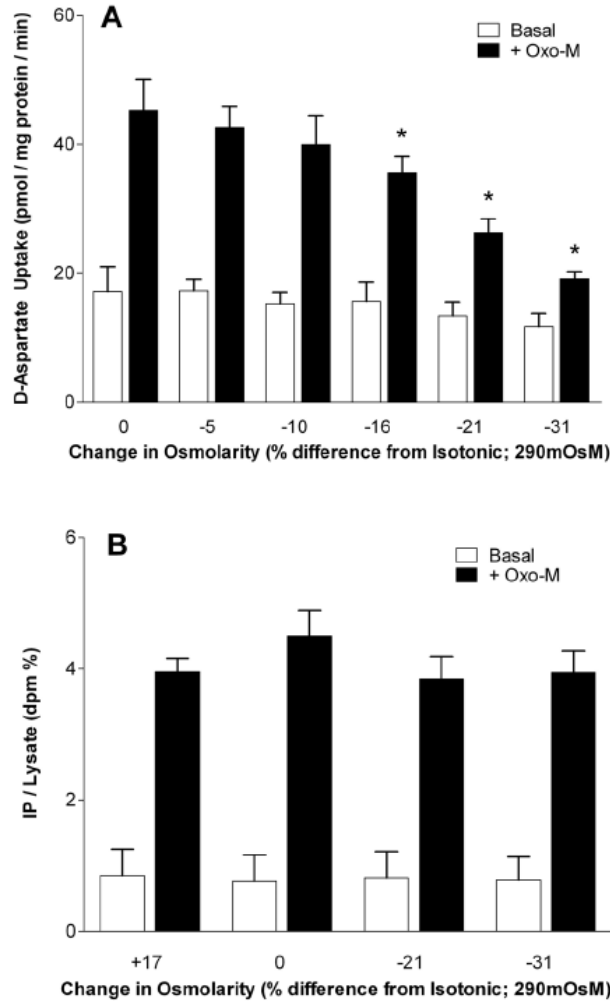 A
Basal
+ Oxo-M
D-Aspartate Uptake (pmol / mg protein / min)
60
40
20
0
*
*
*
0 -5 -10 -16 -21 -31
Change in Osmolarity (% difference from Isotonic; 290mOsM)
B
Basal
+ Oxo-M
IP / Lysate (dpm %)
6
4
2
0
+17 0 -21 -31
Change in Osmolarity (% difference from Isotonic; 290mOsM)